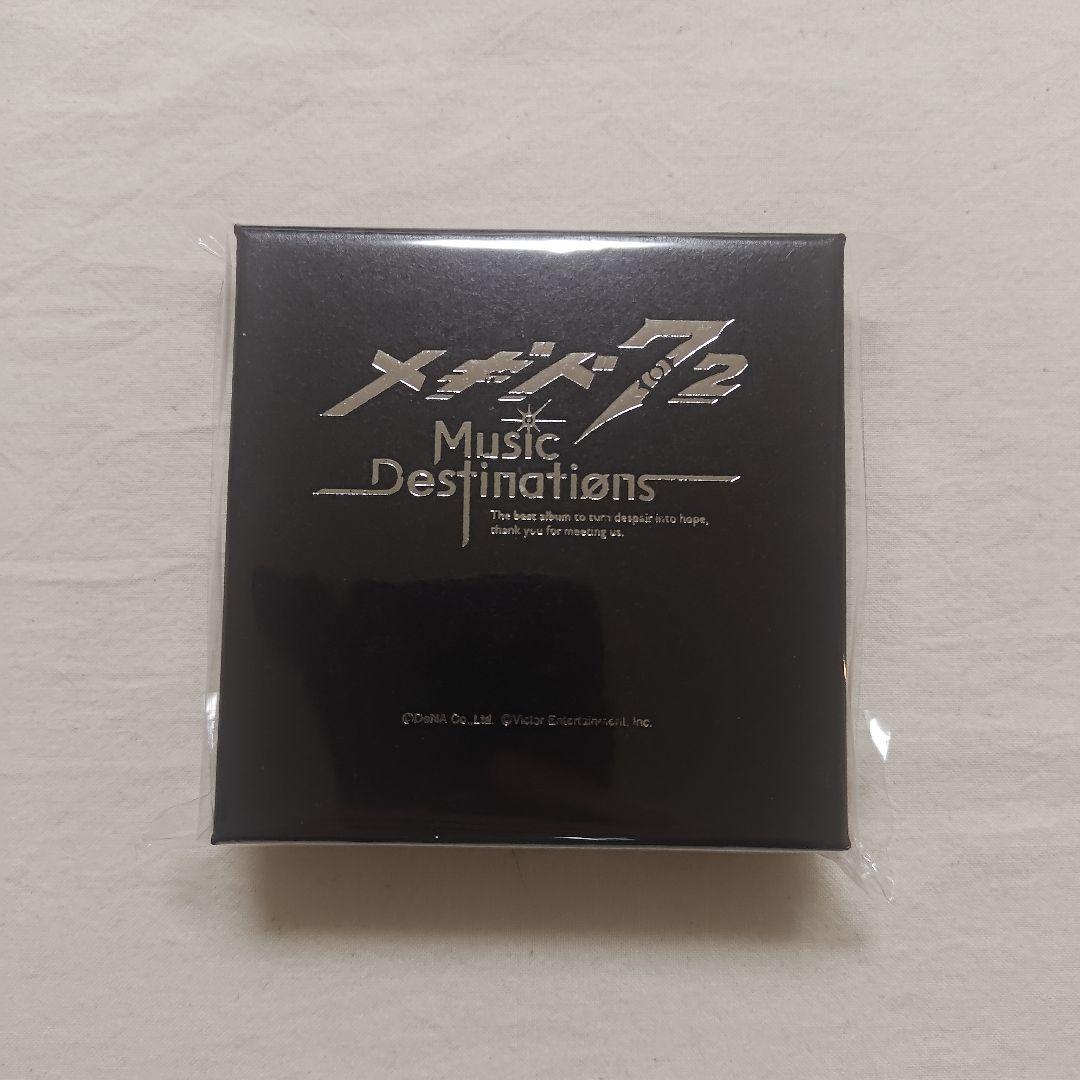 メギド72
Music
Destinatiøns
The best album to turn despair into hope,
thank you for meeting us.
©DeNA Co.,Ltd. ©Victor Entertainment, Inc.